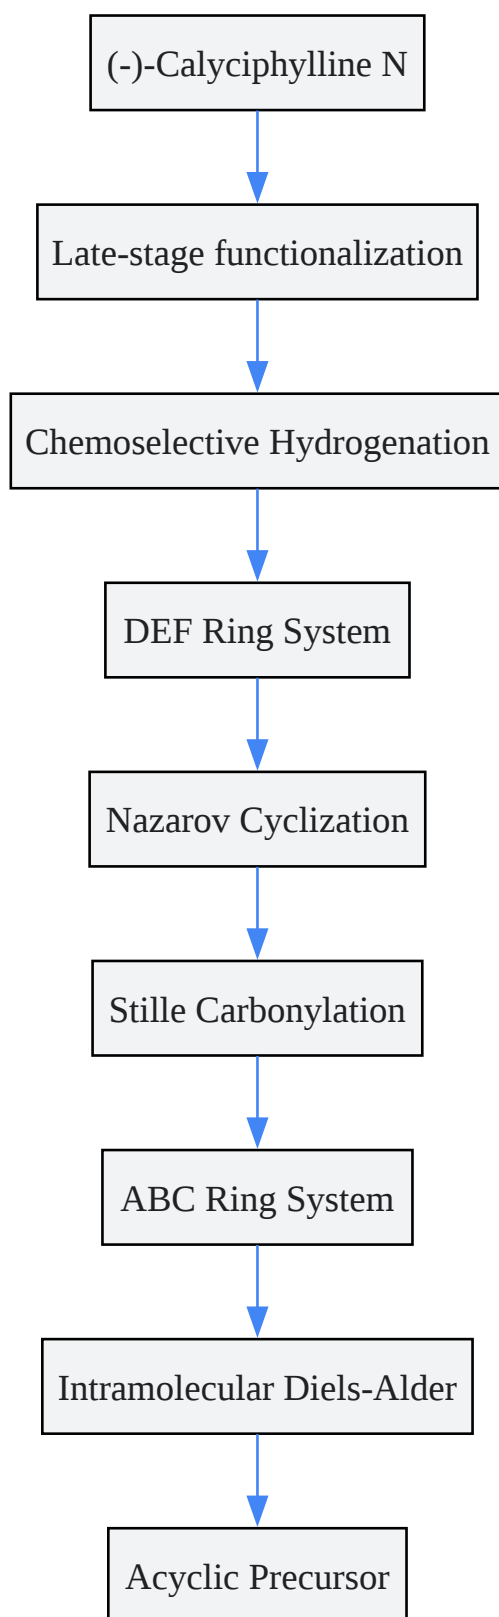 (-)-Calyciphylline N
Late-stage functionalization
Chemoselective Hydrogenation
DEF Ring System
Nazarov Cyclization
Stille Carbonylation
ABC Ring System
Intramolecular Diels-Alder
Acyclic Precursor